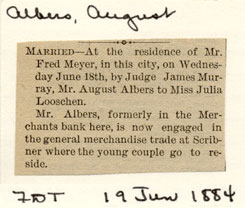 Albers, August
MARRIED—At the residence of Mr.
Fred Meyer, in this city, on Wednes-
day June 18th, by Judge James Mur-
ray, Mr. August Albers to Miss Julia
Looschen.
Mr. Albers, formerly in the Mer-
chants bank here, is now engaged in
the general merchandise trade at Scrib-
ner where the young couple go to re-
side.
FDT 19 Jun 1884